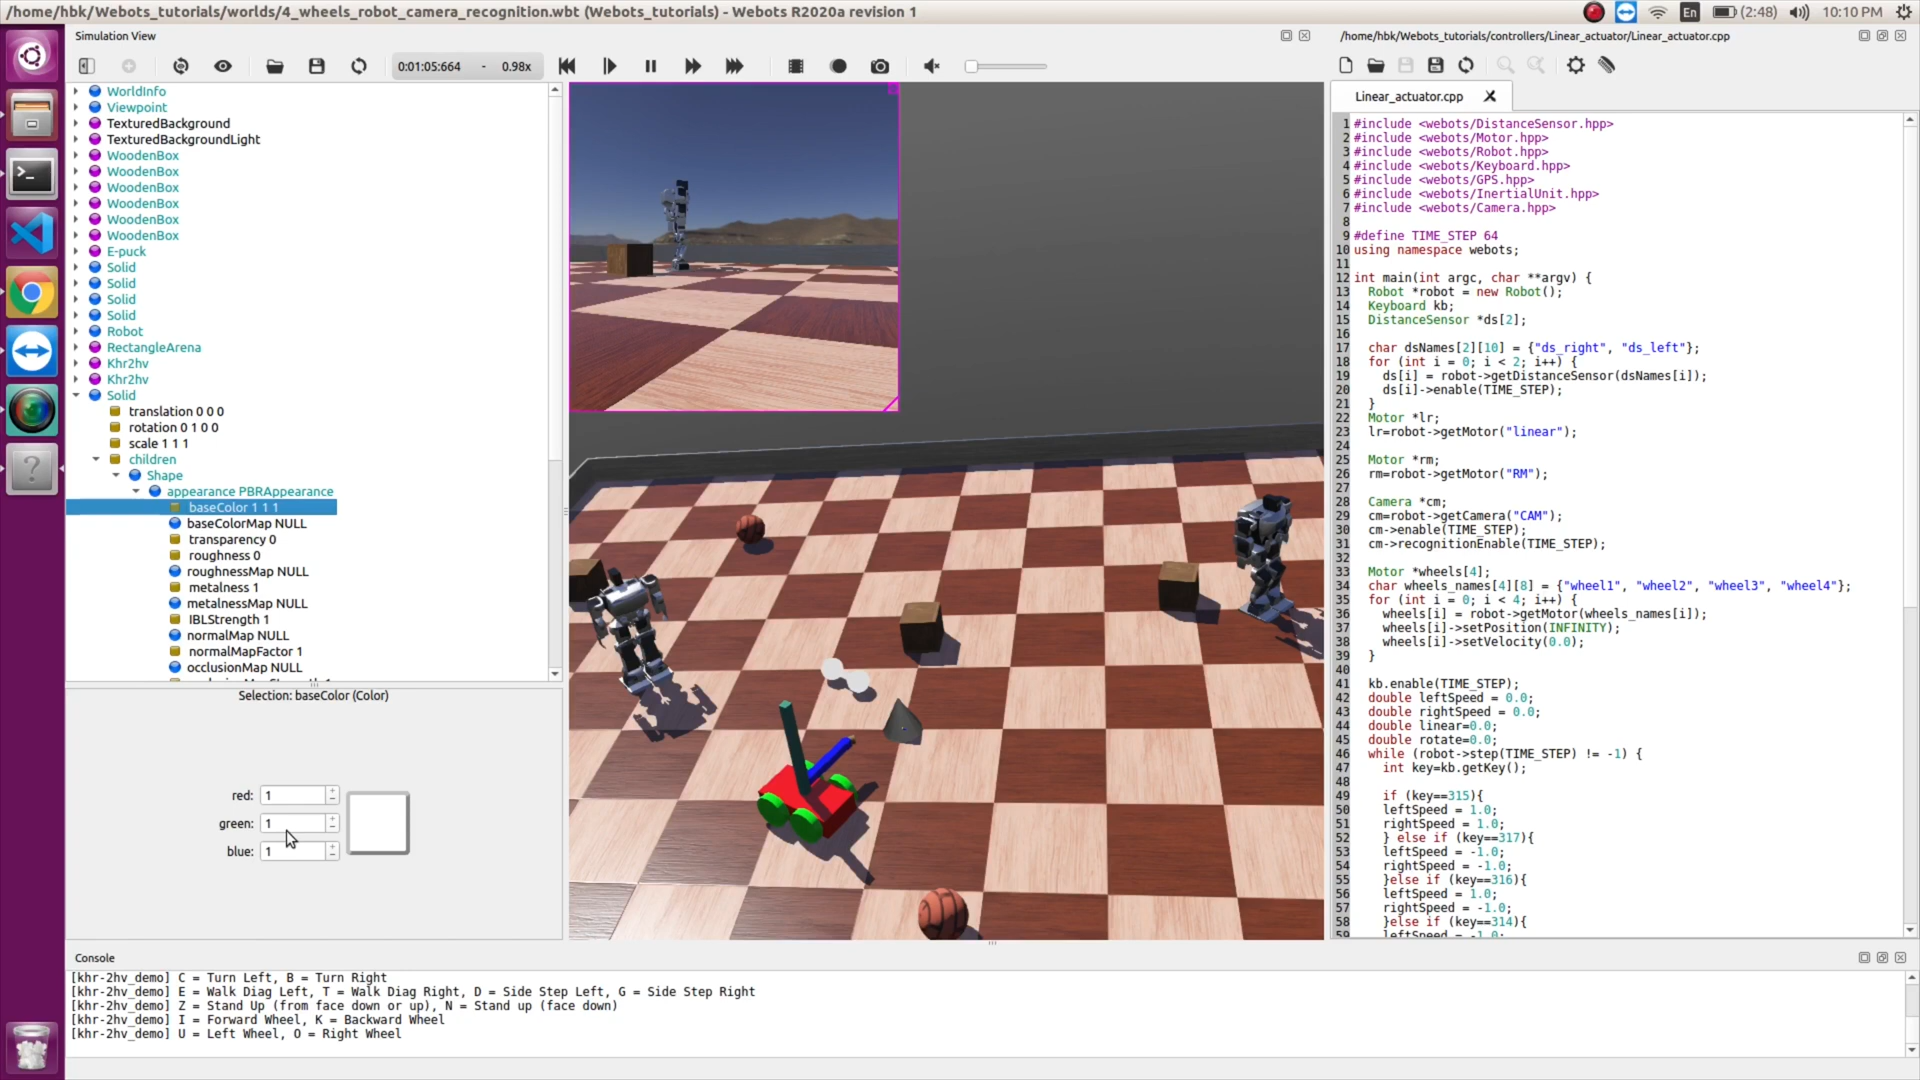 /home/hbk/Webots_tutorials/worlds/4_wheels_robot_camera_recognition.wbt (Webots_tutorials) - Webots R2020a revision 1
En
(2:48)
10:10 PM
Simulation View
0:01:05:664 - 0.98x
WorldInfo
Viewpoint
TexturedBackground
TexturedBackgroundLight
WoodenBox
WoodenBox
WoodenBox
WoodenBox
WoodenBox
WoodenBox
E-puck
Solid
Solid
Solid
Solid
Robot
RectangleArena
Khr2hv
Khr2hv
Solid
translation 0 0 0
rotation 0 1 0 0
scale 1 1 1
children
Shape
appearance PBRAppearance
baseColor 1 1 1
baseColorMap NULL
transparency 0
roughness 0
roughnessMap NULL
metalness 1
metalnessMap NULL
IBLStrength 1
normalMap NULL
normalMapFactor 1
occlusionMap NULL
Selection: baseColor (Color)
red: 1
green: 1
blue: 1
/home/hbk/Webots_tutorials/controllers/Linear_actuator/Linear_actuator.cpp
Linear_actuator.cpp
1 #include <webots/DistanceSensor.hpp>
2 #include <webots/Motor.hpp>
3 #include <webots/Robot.hpp>
4 #include <webots/Keyboard.hpp>
5 #include <webots/GPS.hpp>
6 #include <webots/InertialUnit.hpp>
7 #include <webots/Camera.hpp>
8
9 #define TIME_STEP 64
10 using namespace webots;
11
12 int main(int argc, char **argv) {
13 Robot *robot = new Robot();
14 Keyboard kb;
15 DistanceSensor *ds[2];
16
17 char dsNames[2][10] = {"ds_right", "ds_left"};
18 for (int i = 0; i < 2; i++) {
19 ds[i] = robot->getDistanceSensor(dsNames[i]);
20 ds[i]->enable(TIME_STEP);
21 }
22 Motor *lr;
23 lr=robot->getMotor("linear");
24
25 Motor *rm;
26 rm=robot->getMotor("RM");
27
28 Camera *cm;
29 cm=robot->getCamera("CAM");
30 cm->enable(TIME_STEP);
31 cm->recognitionEnable(TIME_STEP);
32
33 Motor *wheels[4];
34 char wheels_names[4][8] = {"wheel1", "wheel2", "wheel3", "wheel4"};
35 for (int i = 0; i < 4; i++) {
36 wheels[i] = robot->getMotor(wheels_names[i]);
37 wheels[i]->setPosition(INFINITY);
38 wheels[i]->setVelocity(0.0);
39 }
40
41 kb.enable(TIME_STEP);
42 double leftSpeed = 0.0;
43 double rightSpeed = 0.0;
44 double linear=0.0;
45 double rotate=0.0;
46 while (robot->step(TIME_STEP) != -1) {
47 int key=kb.getKey();
48
49 if (key==315){
50 leftSpeed = 1.0;
51 rightSpeed = 1.0;
52 } else if (key==317){
53 leftSpeed = -1.0;
54 rightSpeed = -1.0;
55 }else if (key==316){
56 leftSpeed = 1.0;
57 rightSpeed = -1.0;
58 }else if (key==314){
59 leftSpeed = -1.0;
Console
[khr-2hv_demo] C = Turn Left, B = Turn Right
[khr-2hv_demo] E = Walk Diag Left, T = Walk Diag Right, D = Side Step Left, G = Side Step Right
[khr-2hv_demo] Z = Stand Up (from face down or up), N = Stand up (face down)
[khr-2hv_demo] I = Forward Wheel, K = Backward Wheel
[khr-2hv_demo] U = Left Wheel, O = Right Wheel